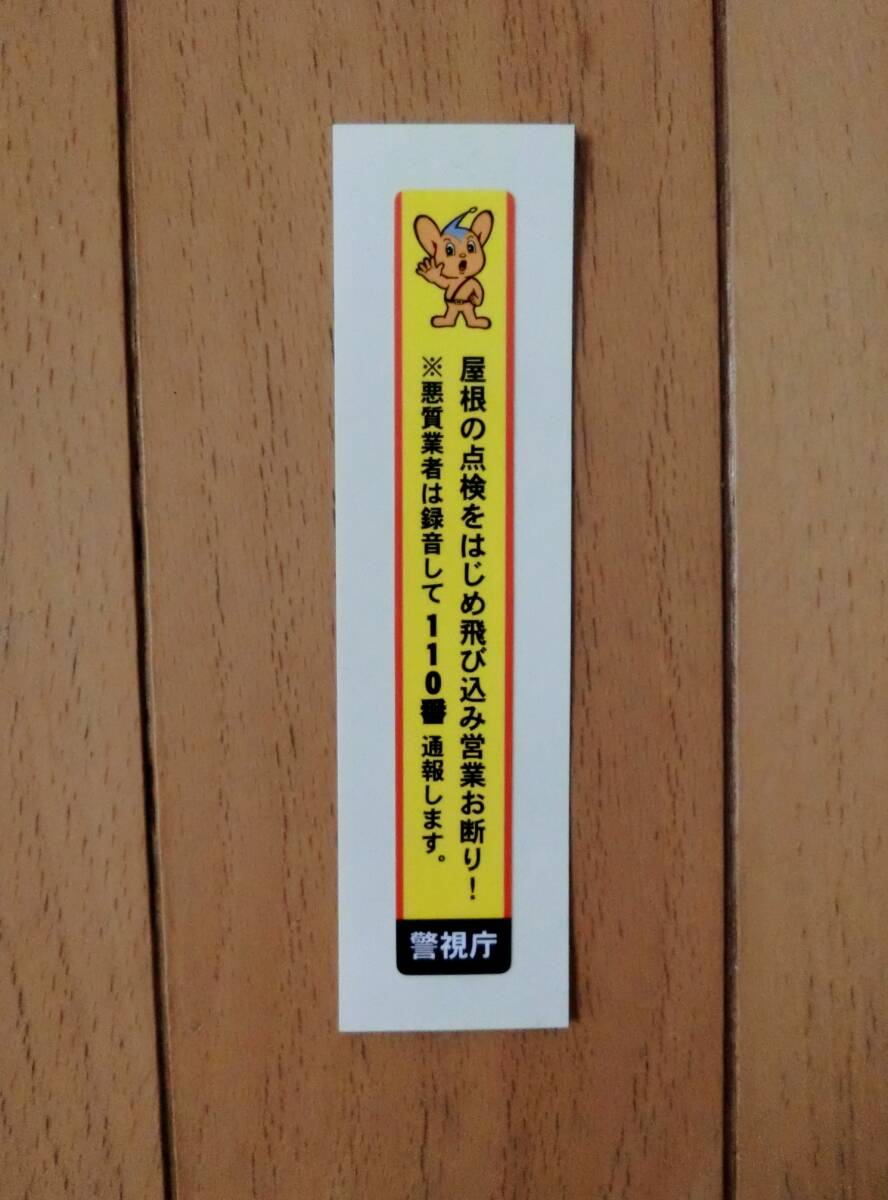 屋根の点検をはじめ飛び込み営業お断り！
※悪質業者は録音して110番通報します。
警視庁